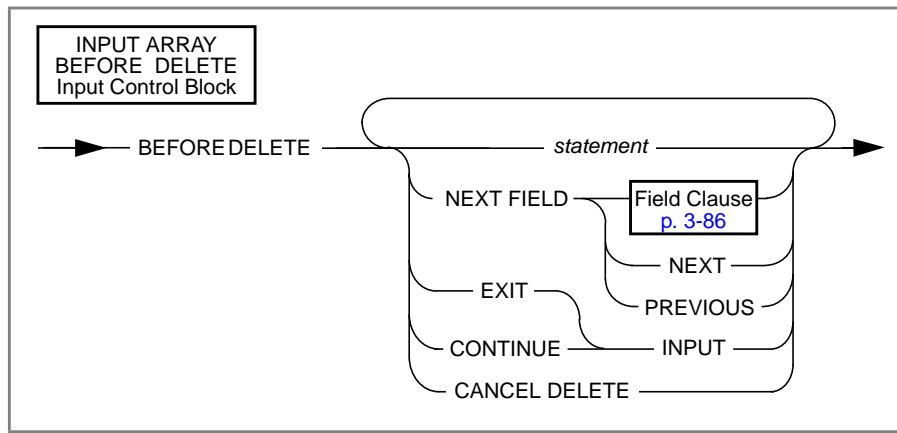 INPUT ARRAY
BEFORE DELETE
Input Control Block
BEFORE DELETE
statement
NEXT FIELD
Field Clause
p. 3-86
NEXT
PREVIOUS
EXIT
CONTINUE
INPUT
CANCEL DELETE